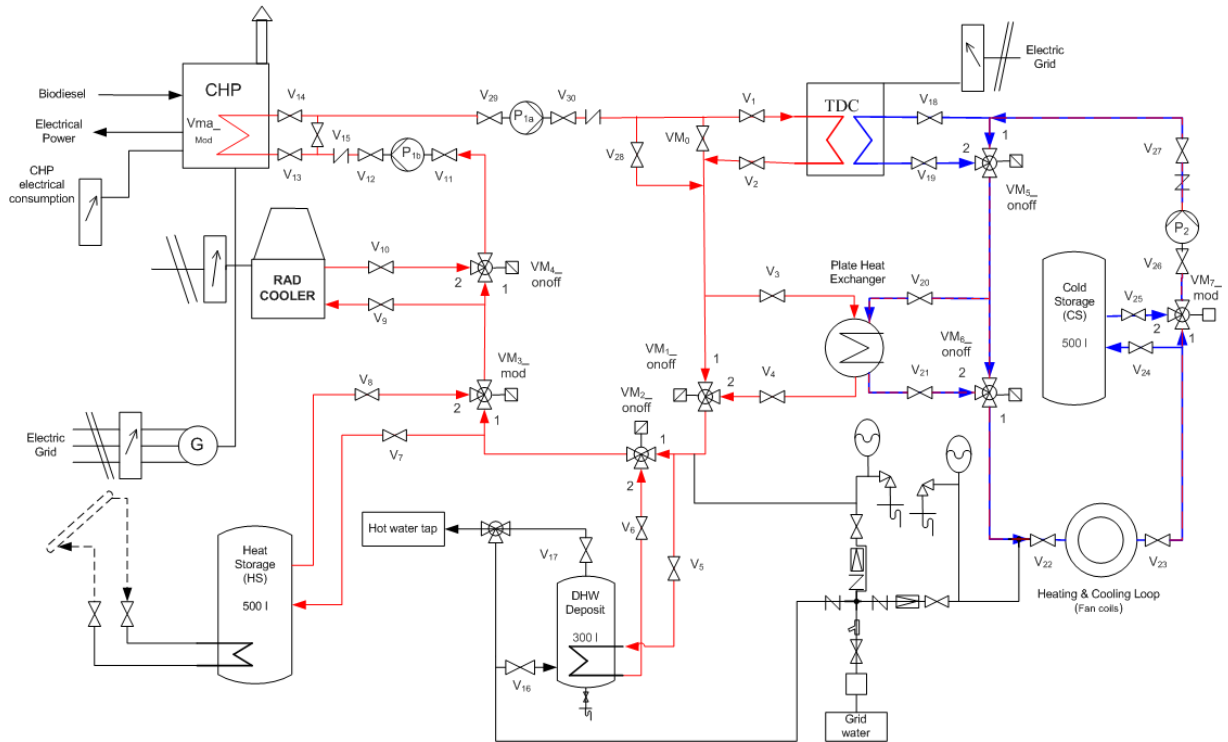 Biodiesel
Electrical
Power
CHP
electrical
consumption
CHP
Vma_
Mod
V14
V15
V13
V12
P1b
V11
V29
P1a
V30
V28
VM0
V1
V2
TDC
Electric
Grid
V18
V19
1
2
VM5_
onoff
V27
P2
V26
VM7_
mod
V25
2
1
V24
Cold
Storage
(CS)
500 l
RAD
COOLER
V10
V9
2
1
VM4_
onoff
V3
Plate Heat
Exchanger
V20
V21
V4
VM6_
onoff
2
1
VM1_
onoff
1
2
VM2_
onoff
1
2
VM3_
mod
2
1
V8
V7
Electric
Grid
G
Heat
Storage
(HS)
500 l
Hot water tap
V17
V6
V5
DHW
Deposit
300 l
V16
V22
V23
Heating & Cooling Loop
(Fan coils)
Grid
water